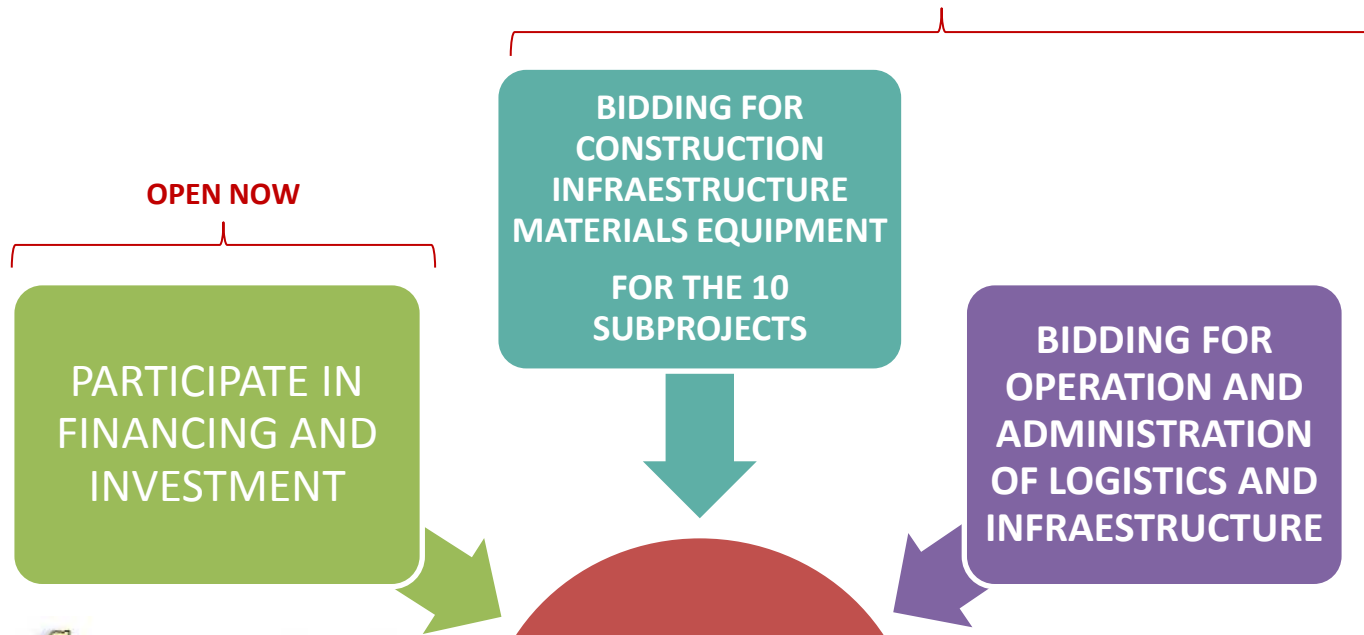 OPEN NOW
PARTICIPATE IN
FINANCING AND
INVESTMENT
BIDDING FOR
CONSTRUCTION
INFRAESTRUCTURE
MATERIALS EQUIPMENT
FOR THE 10
SUBPROJECTS
BIDDING FOR
OPERATION AND
ADMINISTRATION
OF LOGISTICS AND
INFRAESTRUCTURE